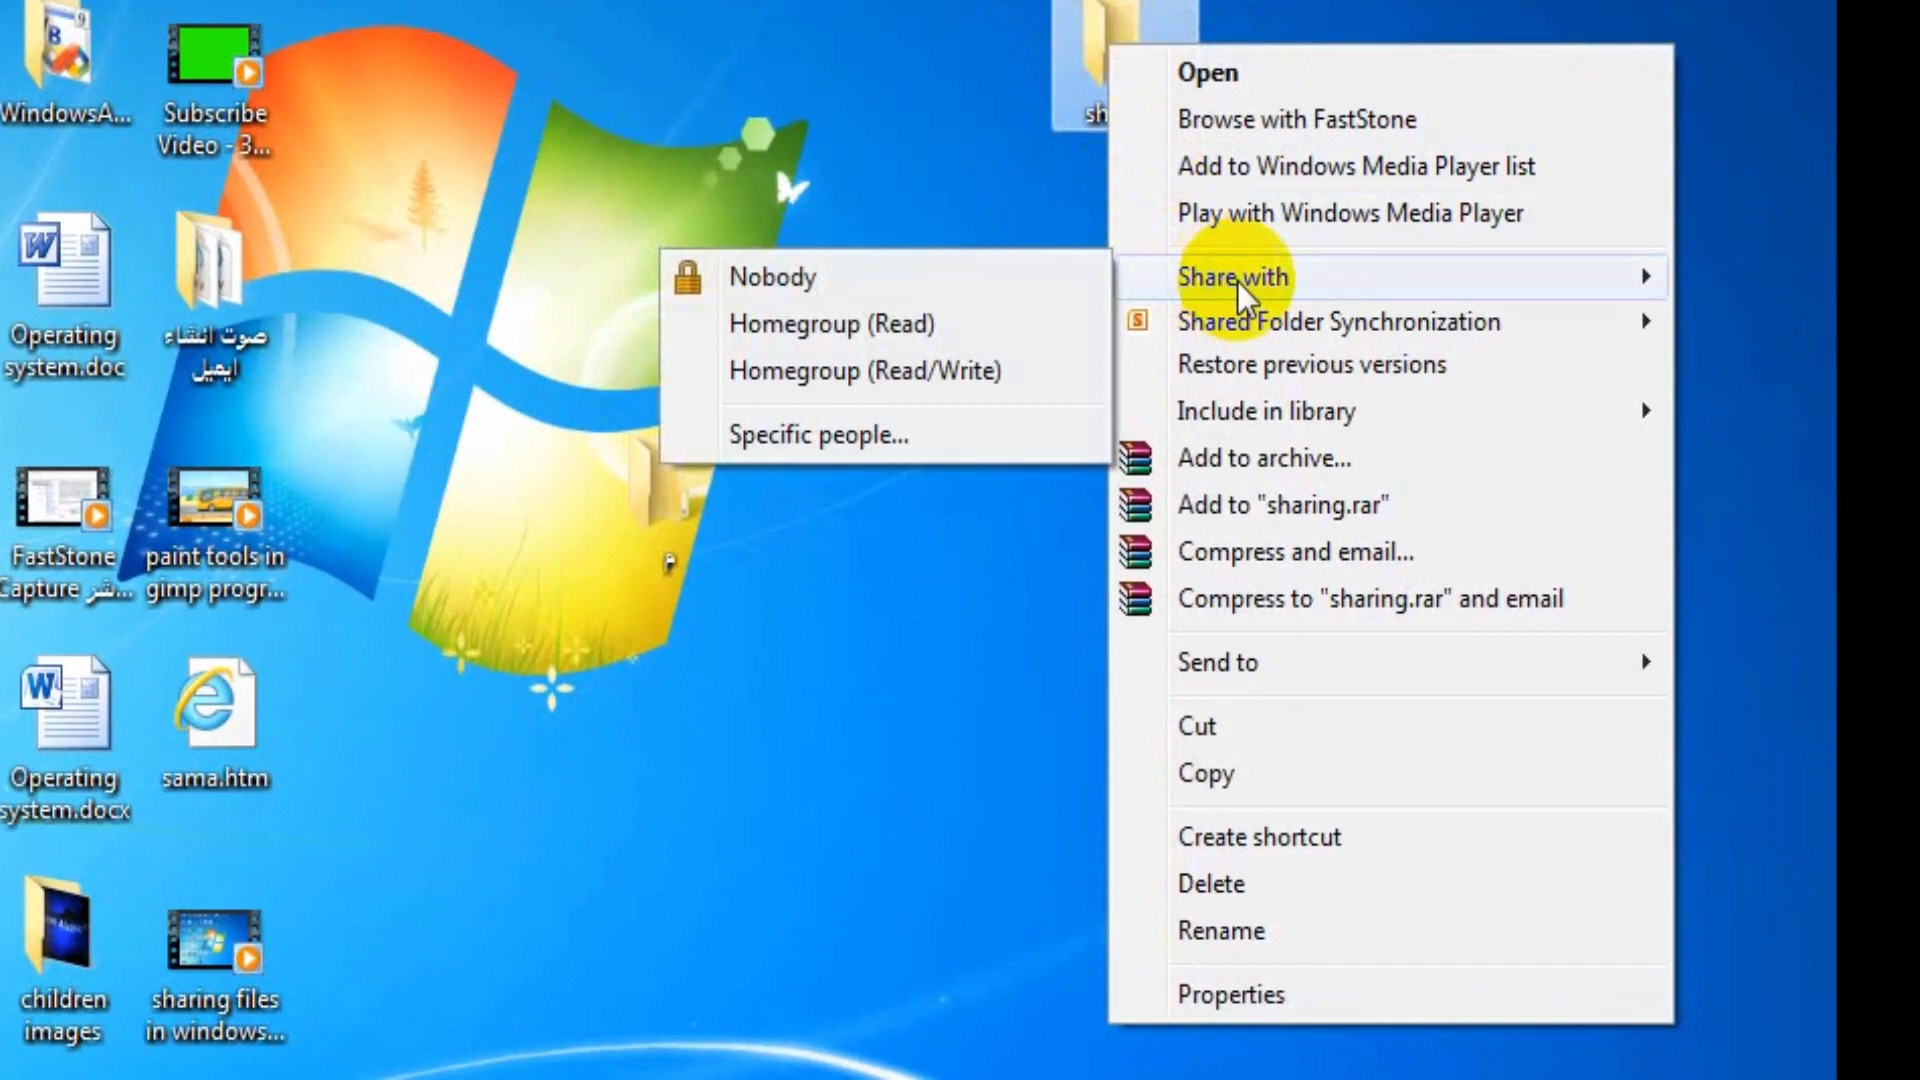 WindowsA...
Subscribe
Video - 3...
Operating
system.doc
صوت انشاء
ايميل
FastStone
Capture شر...
paint tools in
gimp progr...
Operating
system.docx
sama.htm
children
images
sharing files
in windows...
م
sh
Nobody
Homegroup (Read)
Homegroup (Read/Write)
Specific people...
Open
Browse with FastStone
Add to Windows Media Player list
Play with Windows Media Player
Share with
Shared Folder Synchronization
Restore previous versions
Include in library
Add to archive...
Add to "sharing.rar"
Compress and email...
Compress to "sharing.rar" and email
Send to
Cut
Copy
Create shortcut
Delete
Rename
Properties